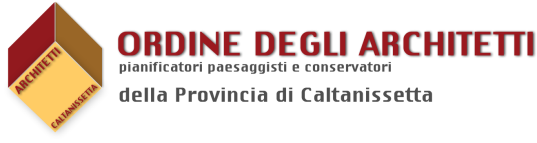 ARCHITETTI
CALTANISSETTA
ORDINE DEGLI ARCHITETTI
pianificatori paesaggisti e conservatori
della Provincia di Caltanissetta